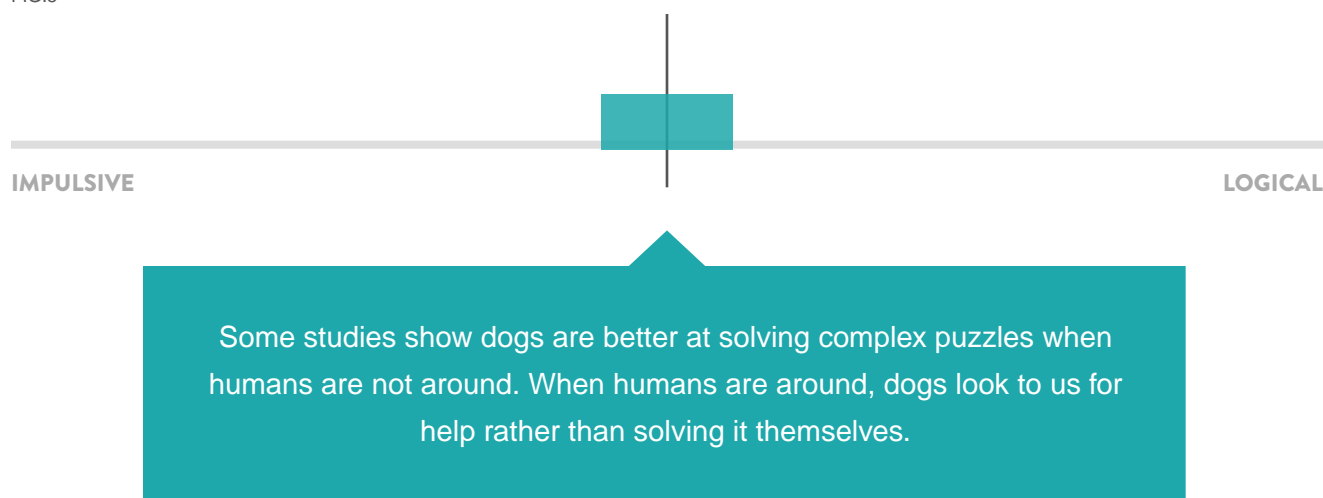 IMPULSIVE
LOGICAL
Some studies show dogs are better at solving complex puzzles when
humans are not around. When humans are around, dogs look to us for
help rather than solving it themselves.